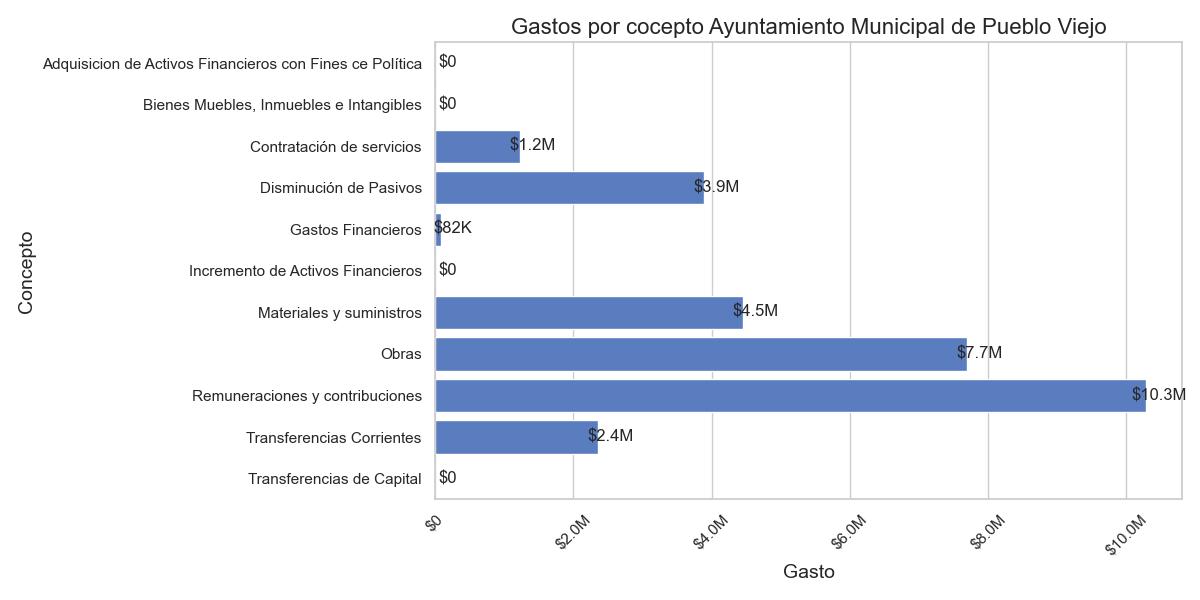 Gastos por cocepto Ayuntamiento Municipal de Pueblo Viejo
Concepto
Adquisicion de Activos Financieros con Fines ce Política $0
Bienes Muebles, Inmuebles e Intangibles $0
Contratación de servicios $1.2M
Disminución de Pasivos $3.9M
Gastos Financieros $82K
Incremento de Activos Financieros $0
Materiales y suministros $4.5M
Obras $7.7M
Remuneraciones y contribuciones $10.3M
Transferencias Corrientes $2.4M
Transferencias de Capital $0
$0 $2.0M $4.0M $6.0M $8.0M $10.0M
Gasto